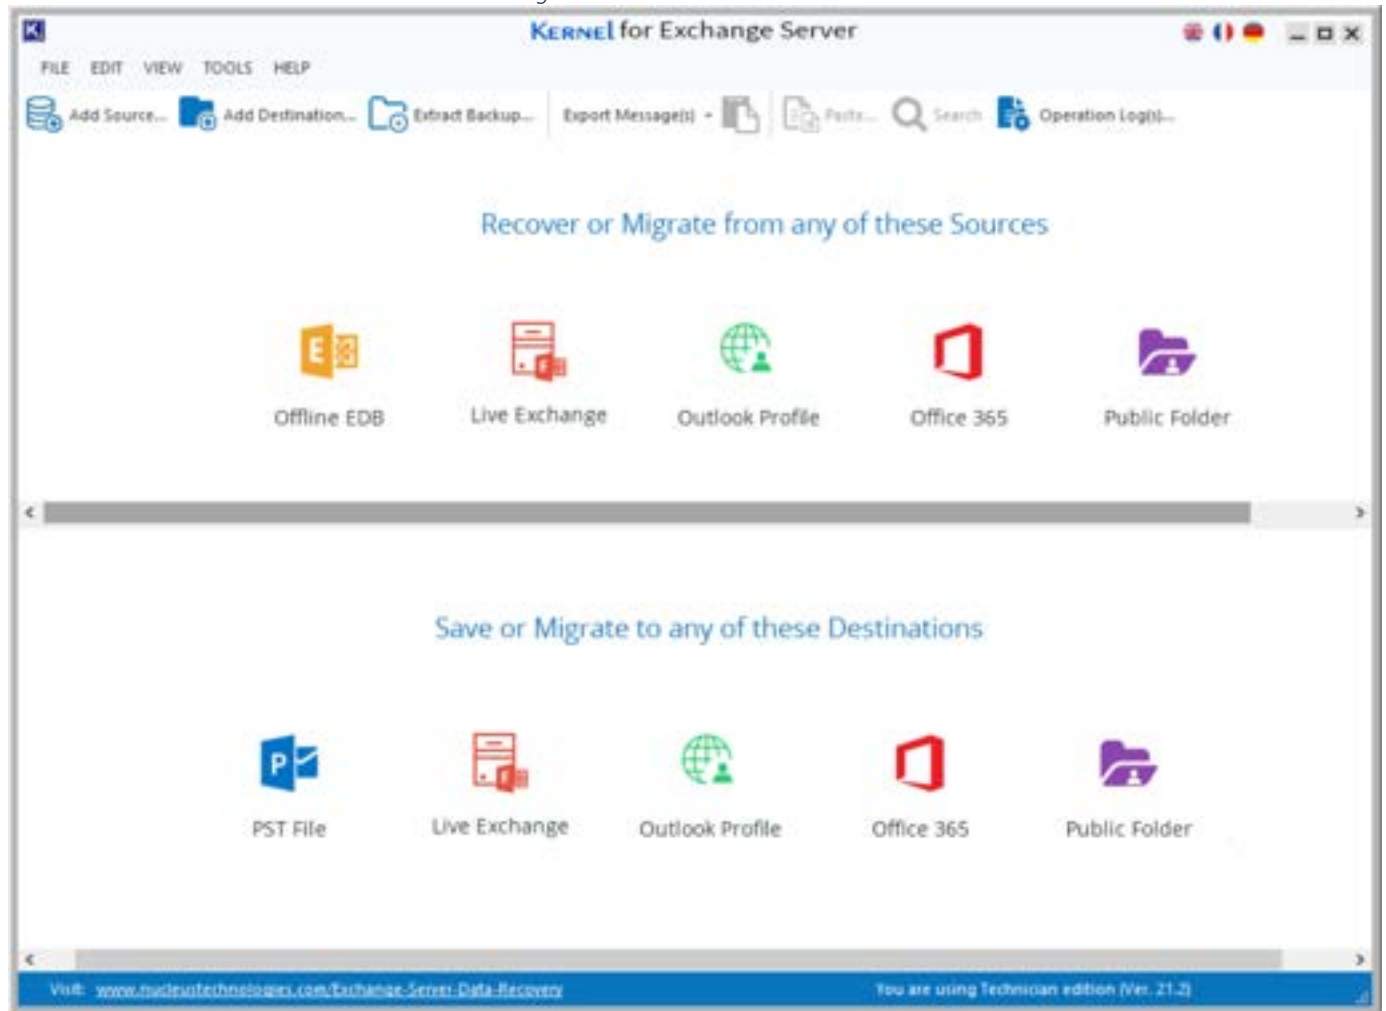 KERNEL for Exchange Server
FILE EDIT VIEW TOOLS HELP
Add Source... Add Destination... Extract Backup... Export Message(s) Paste... Search Operation Log(s)...
Recover or Migrate from any of these Sources
Offline EDB Live Exchange Outlook Profile Office 365 Public Folder
Save or Migrate to any of these Destinations
PST File Live Exchange Outlook Profile Office 365 Public Folder
Visit: www.nucleustechnologies.com/Exchange-Server-Data-Recovery You are using Technician edition (Ver. 21.2)